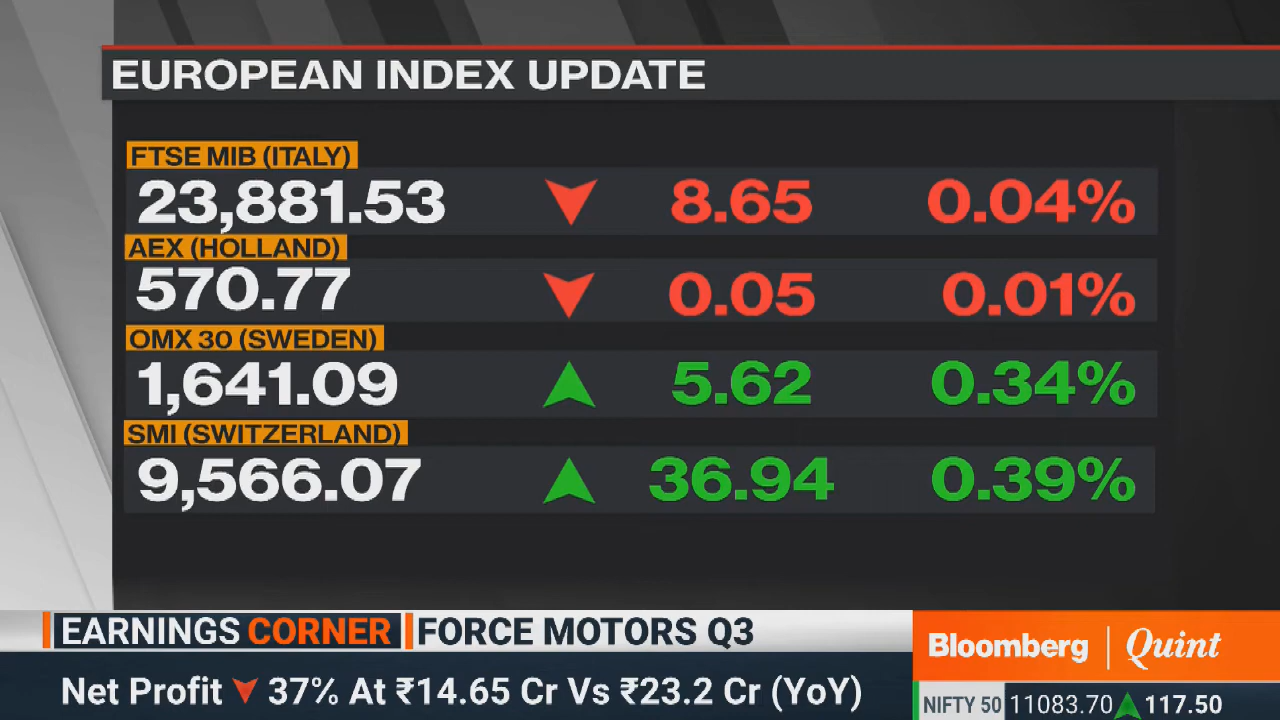 EUROPEAN INDEX UPDATE
FTSE MIB (ITALY)
23,881.53 8.65 0.04%
AEX (HOLLAND)
570.77 0.05 0.01%
OMX 30 (SWEDEN)
1,641.09 5.62 0.34%
SMI (SWITZERLAND)
9,566.07 36.94 0.39%
EARNINGS CORNER FORCE MOTORS Q3
Net Profit 37% At ₹14.65 Cr Vs ₹23.2 Cr (YoY)
Bloomberg | Quint
NIFTY 50 11083.70 117.50